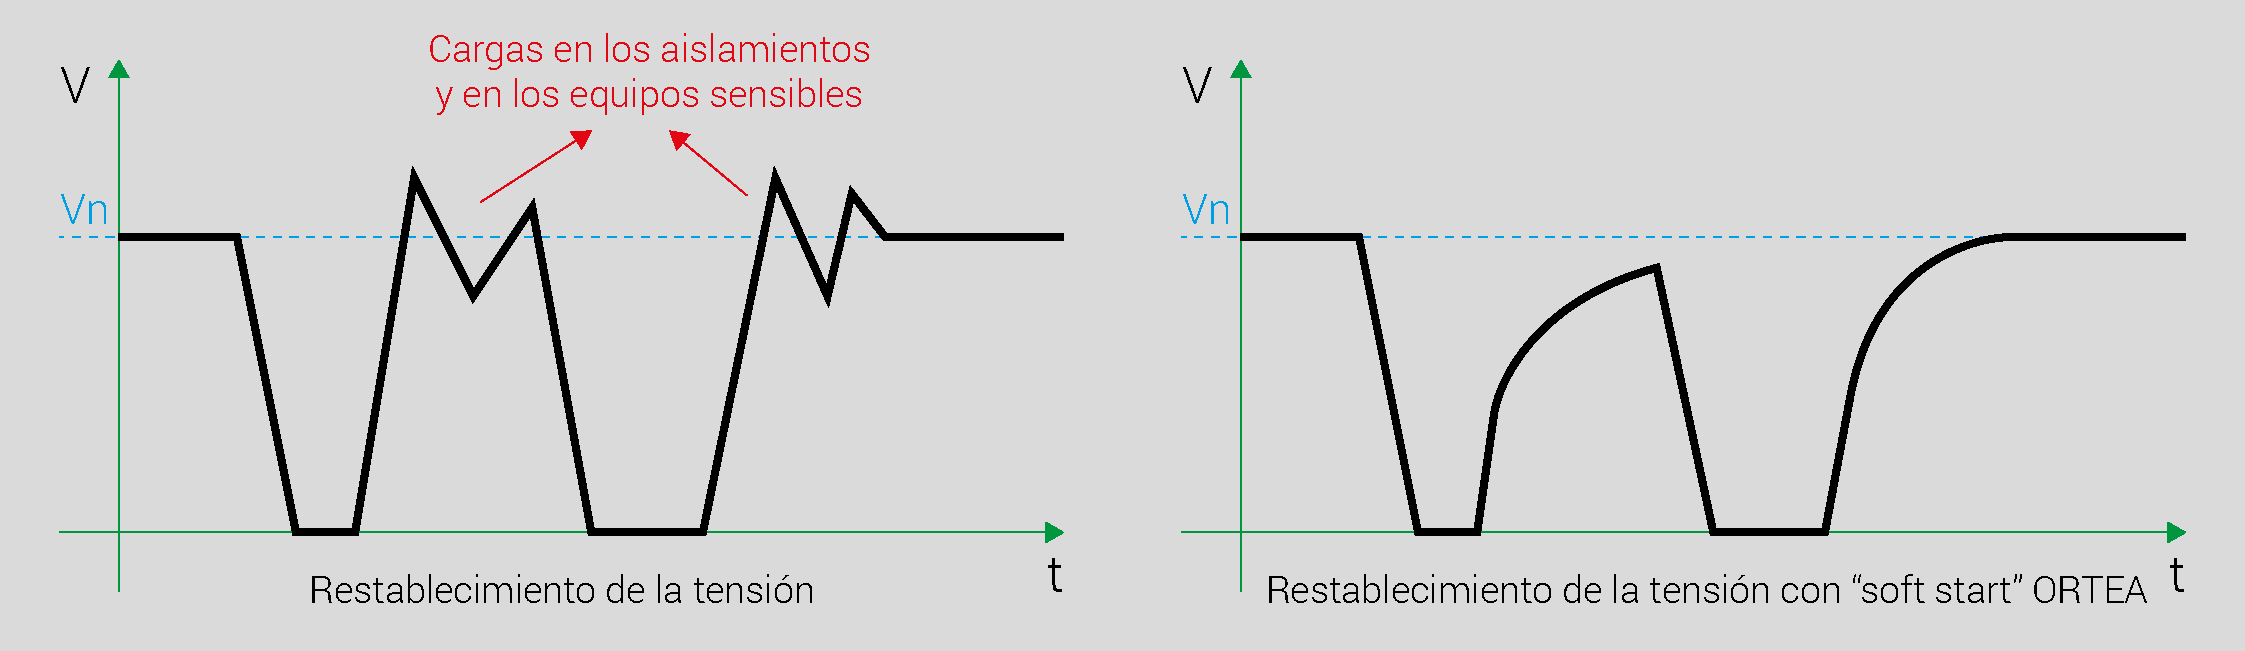 Cargas en los aislamientos
y en los equipos sensibles
V
Vn
t
Restablecimiento de la tensión
V
Vn
t
Restablecimiento de la tensión con “soft start” ORTEA